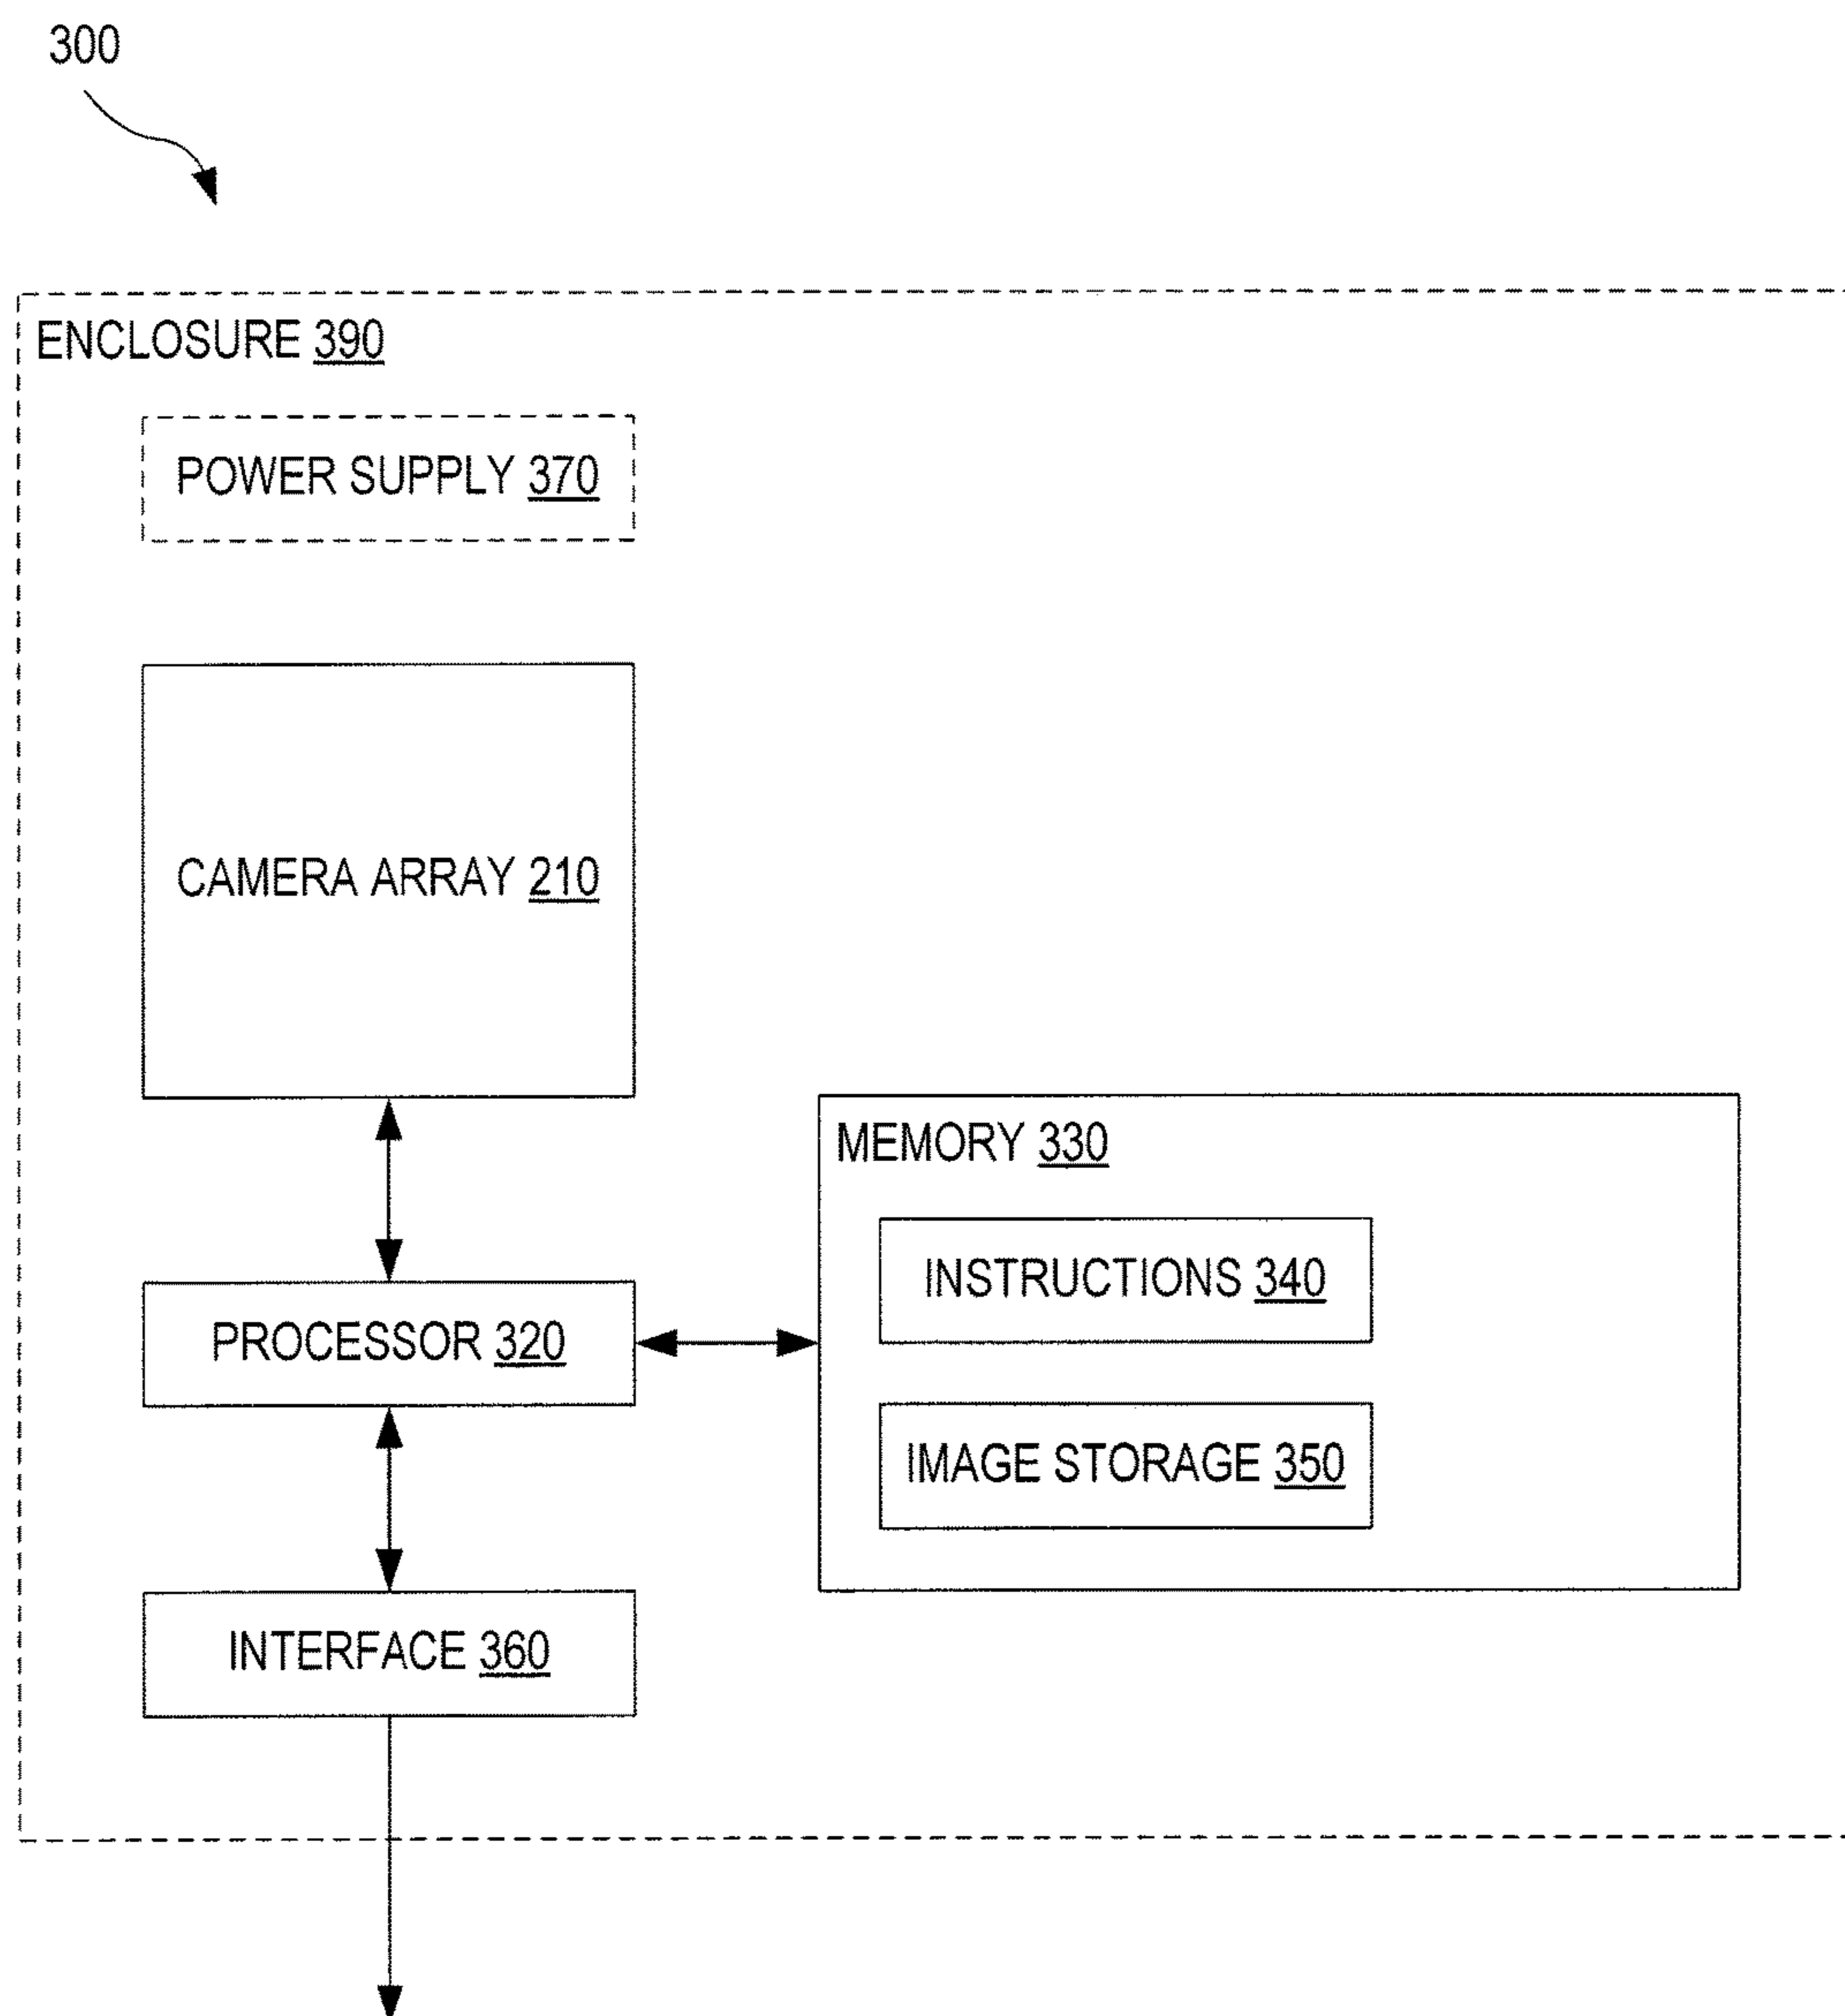 300
ENCLOSURE 390
POWER SUPPLY 370
CAMERA ARRAY 210
MEMORY 330
INSTRUCTIONS 340
PROCESSOR 320
IMAGE STORAGE 350
INTERFACE 360